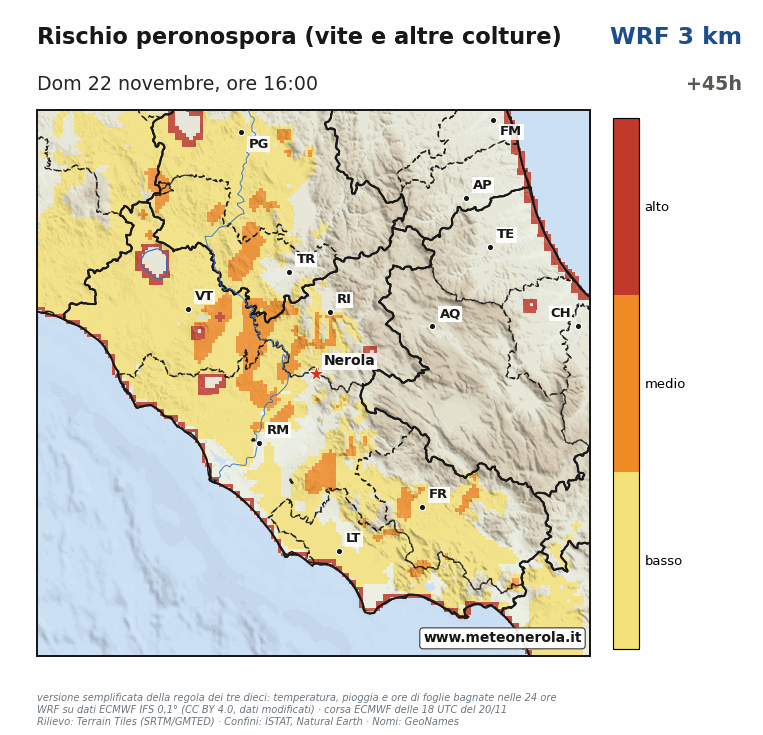 Rischio peronospora (vite e altre colture)
WRF 3 km
Dom 22 novembre, ore 16:00
+45h
FM
PG
AP
TE
TR
VT
RI
AQ
CH
Nerola
RM
FR
LT
www.meteonerola.it
alto
medio
basso
versione semplificata della regola dei tre dieci: temperatura, pioggia e ore di foglie bagnate nelle 24 ore
WRF su dati ECMWF IFS 0,1° (CC BY 4.0, dati modificati) · corsa ECMWF delle 18 UTC del 20/11
Rilievo: Terrain Tiles (SRTM/GMTED) · Confini: ISTAT, Natural Earth · Nomi: GeoNames